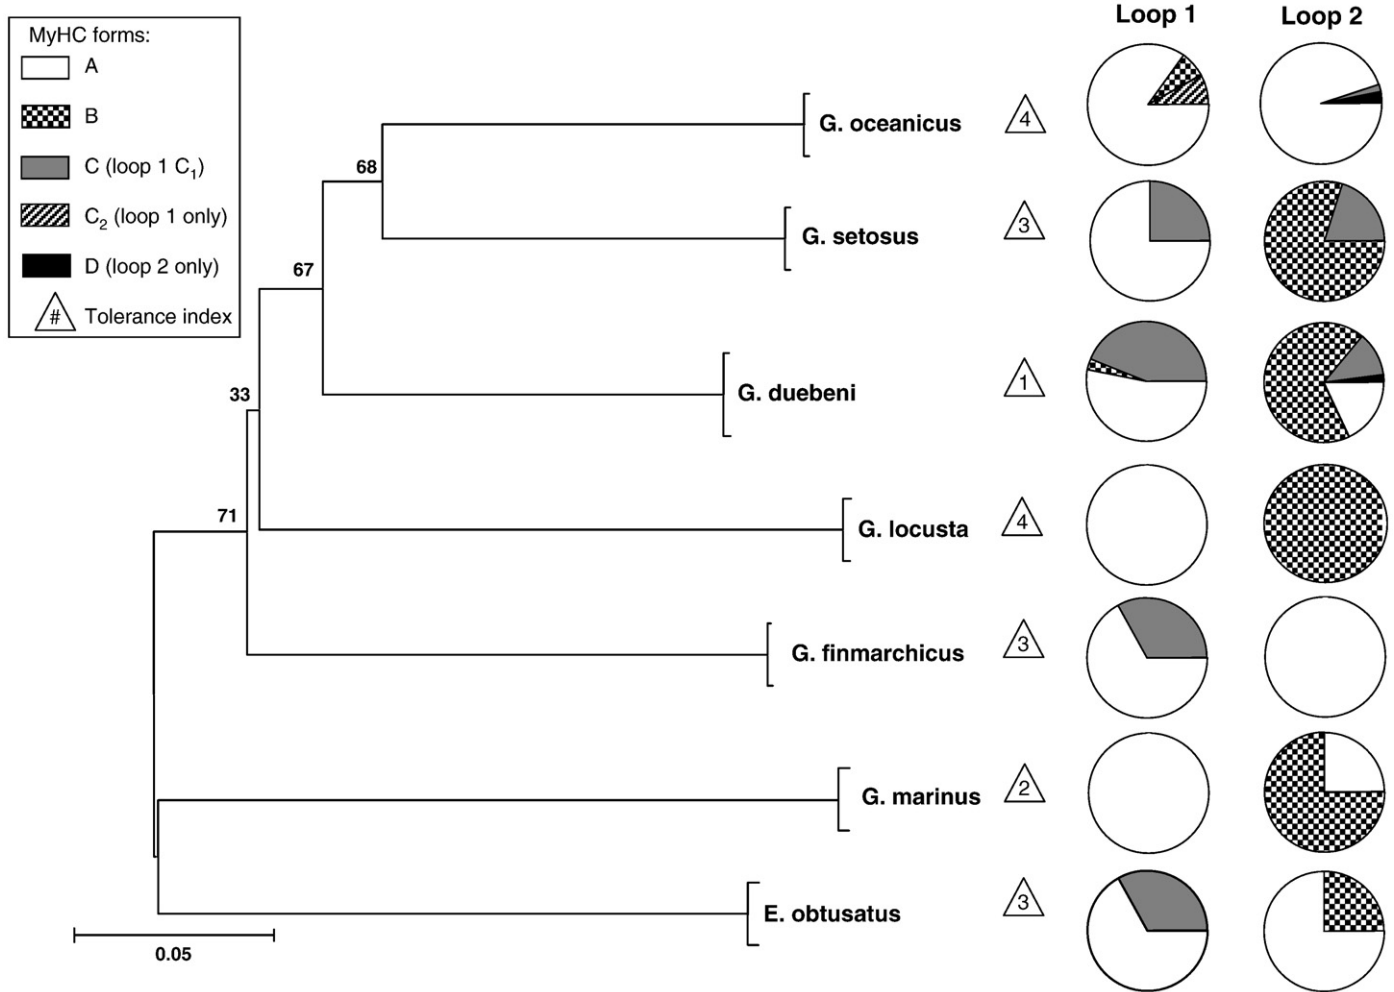 MyHC forms:
A
B
C (loop 1 C₁)
C₂ (loop 1 only)
D (loop 2 only)
# Tolerance index
Loop 1 Loop 2
G. oceanicus 4
68
G. setosus 3
67
G. duebeni 1
33
71
G. locusta 4
G. finmarchicus 3
G. marinus 2
E. obtusatus 3
0.05